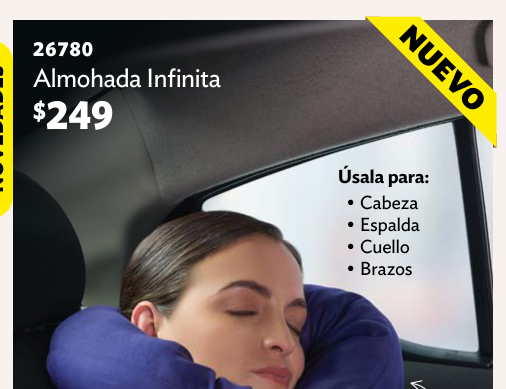 NOVEDADES
26780
Almohada Infinita
$249
NUEVO
Úsala para:
• Cabeza
• Espalda
• Cuello
• Brazos